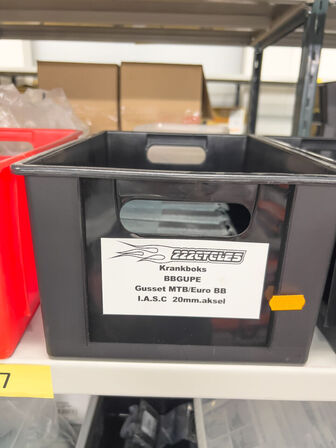 222CYCLES
Krankboks
BBGUPE
Gusset MTB/Euro BB
I.A.S.C 20mm.aksel
7